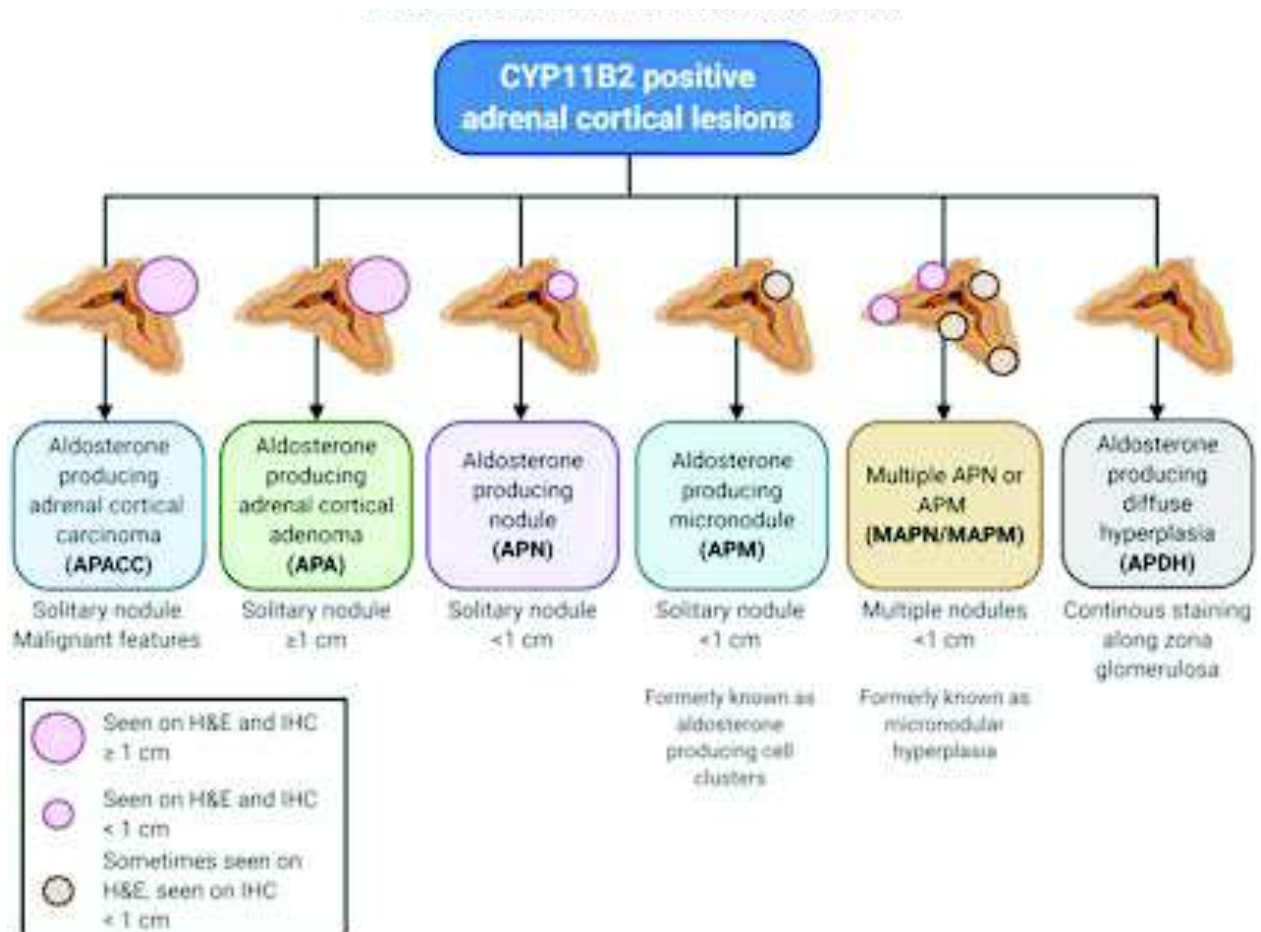 CYP11B2 positive
adrenal cortical lesions
Aldosterone
producing
adrenal cortical
carcinoma
(APACC)
Solitary nodule
Malignant features
Aldosterone
producing
adrenal cortical
adenoma
(APA)
Solitary nodule
≥1 cm
Aldosterone
producing
nodule
(APN)
Solitary nodule
<1 cm
Aldosterone
producing
micronodule
(APM)
Solitary nodule
<1 cm
Formerly known as
aldosterone
producing cell
clusters
Multiple APN or
APM
(MAPN/MAPM)
Multiple nodules
<1 cm
Formerly known as
micronodular
hyperplasia
Aldosterone
producing
diffuse
hyperplasia
(APDH)
Continous staining
along zona
glomerulosa
Seen on H&E and IHC
≥ 1 cm
Seen on H&E and IHC
< 1 cm
Sometimes seen on
H&E, seen on IHC
< 1 cm